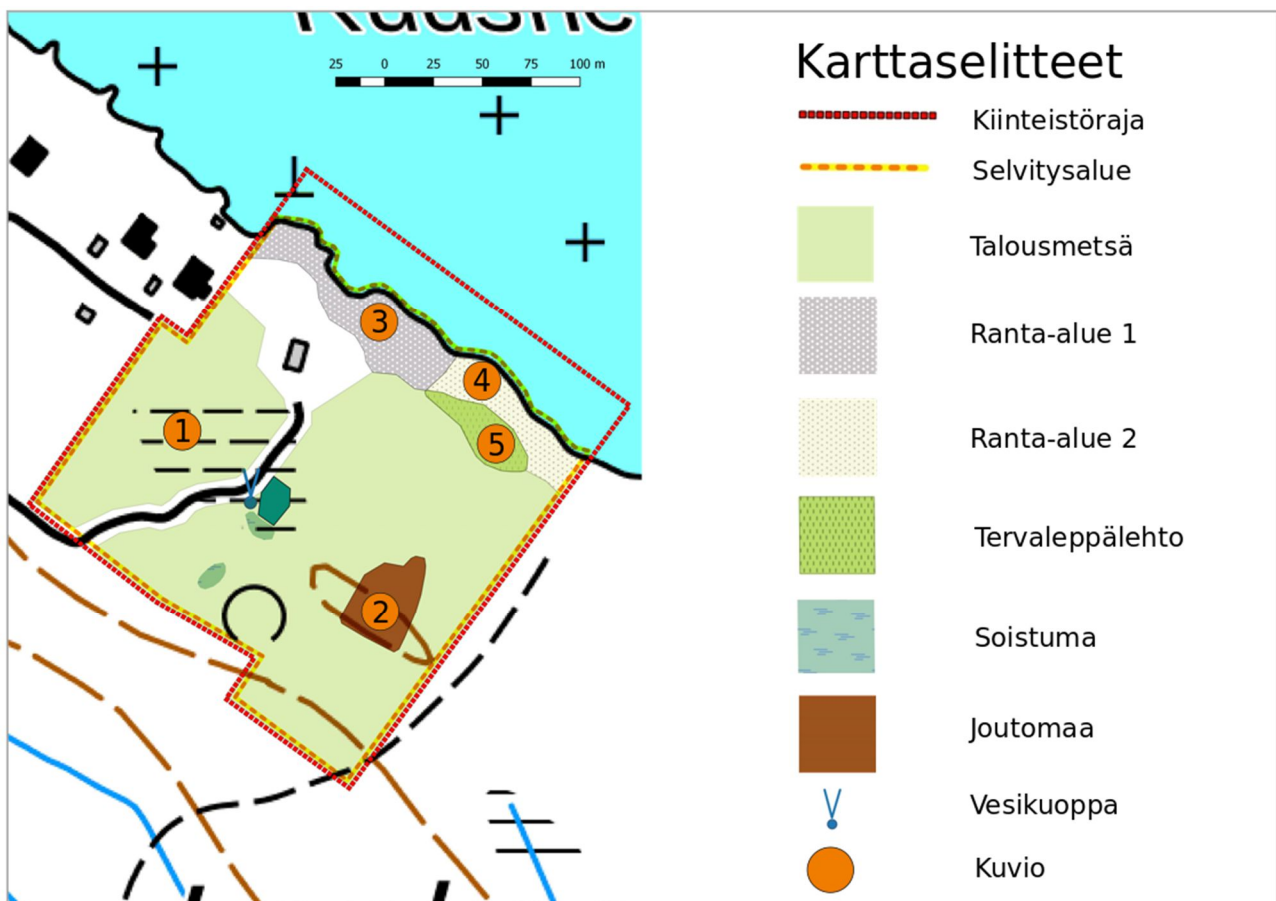 25 0 25 50 75 100 m
3
4
1
5
2
Karttaselitteet
Kiinteistöraja
Selvitysalue
Talousmetsä
Ranta-alue 1
Ranta-alue 2
Tervaleppälehto
Soistuma
Joutomaa
Vesikuoppa
Kuvio